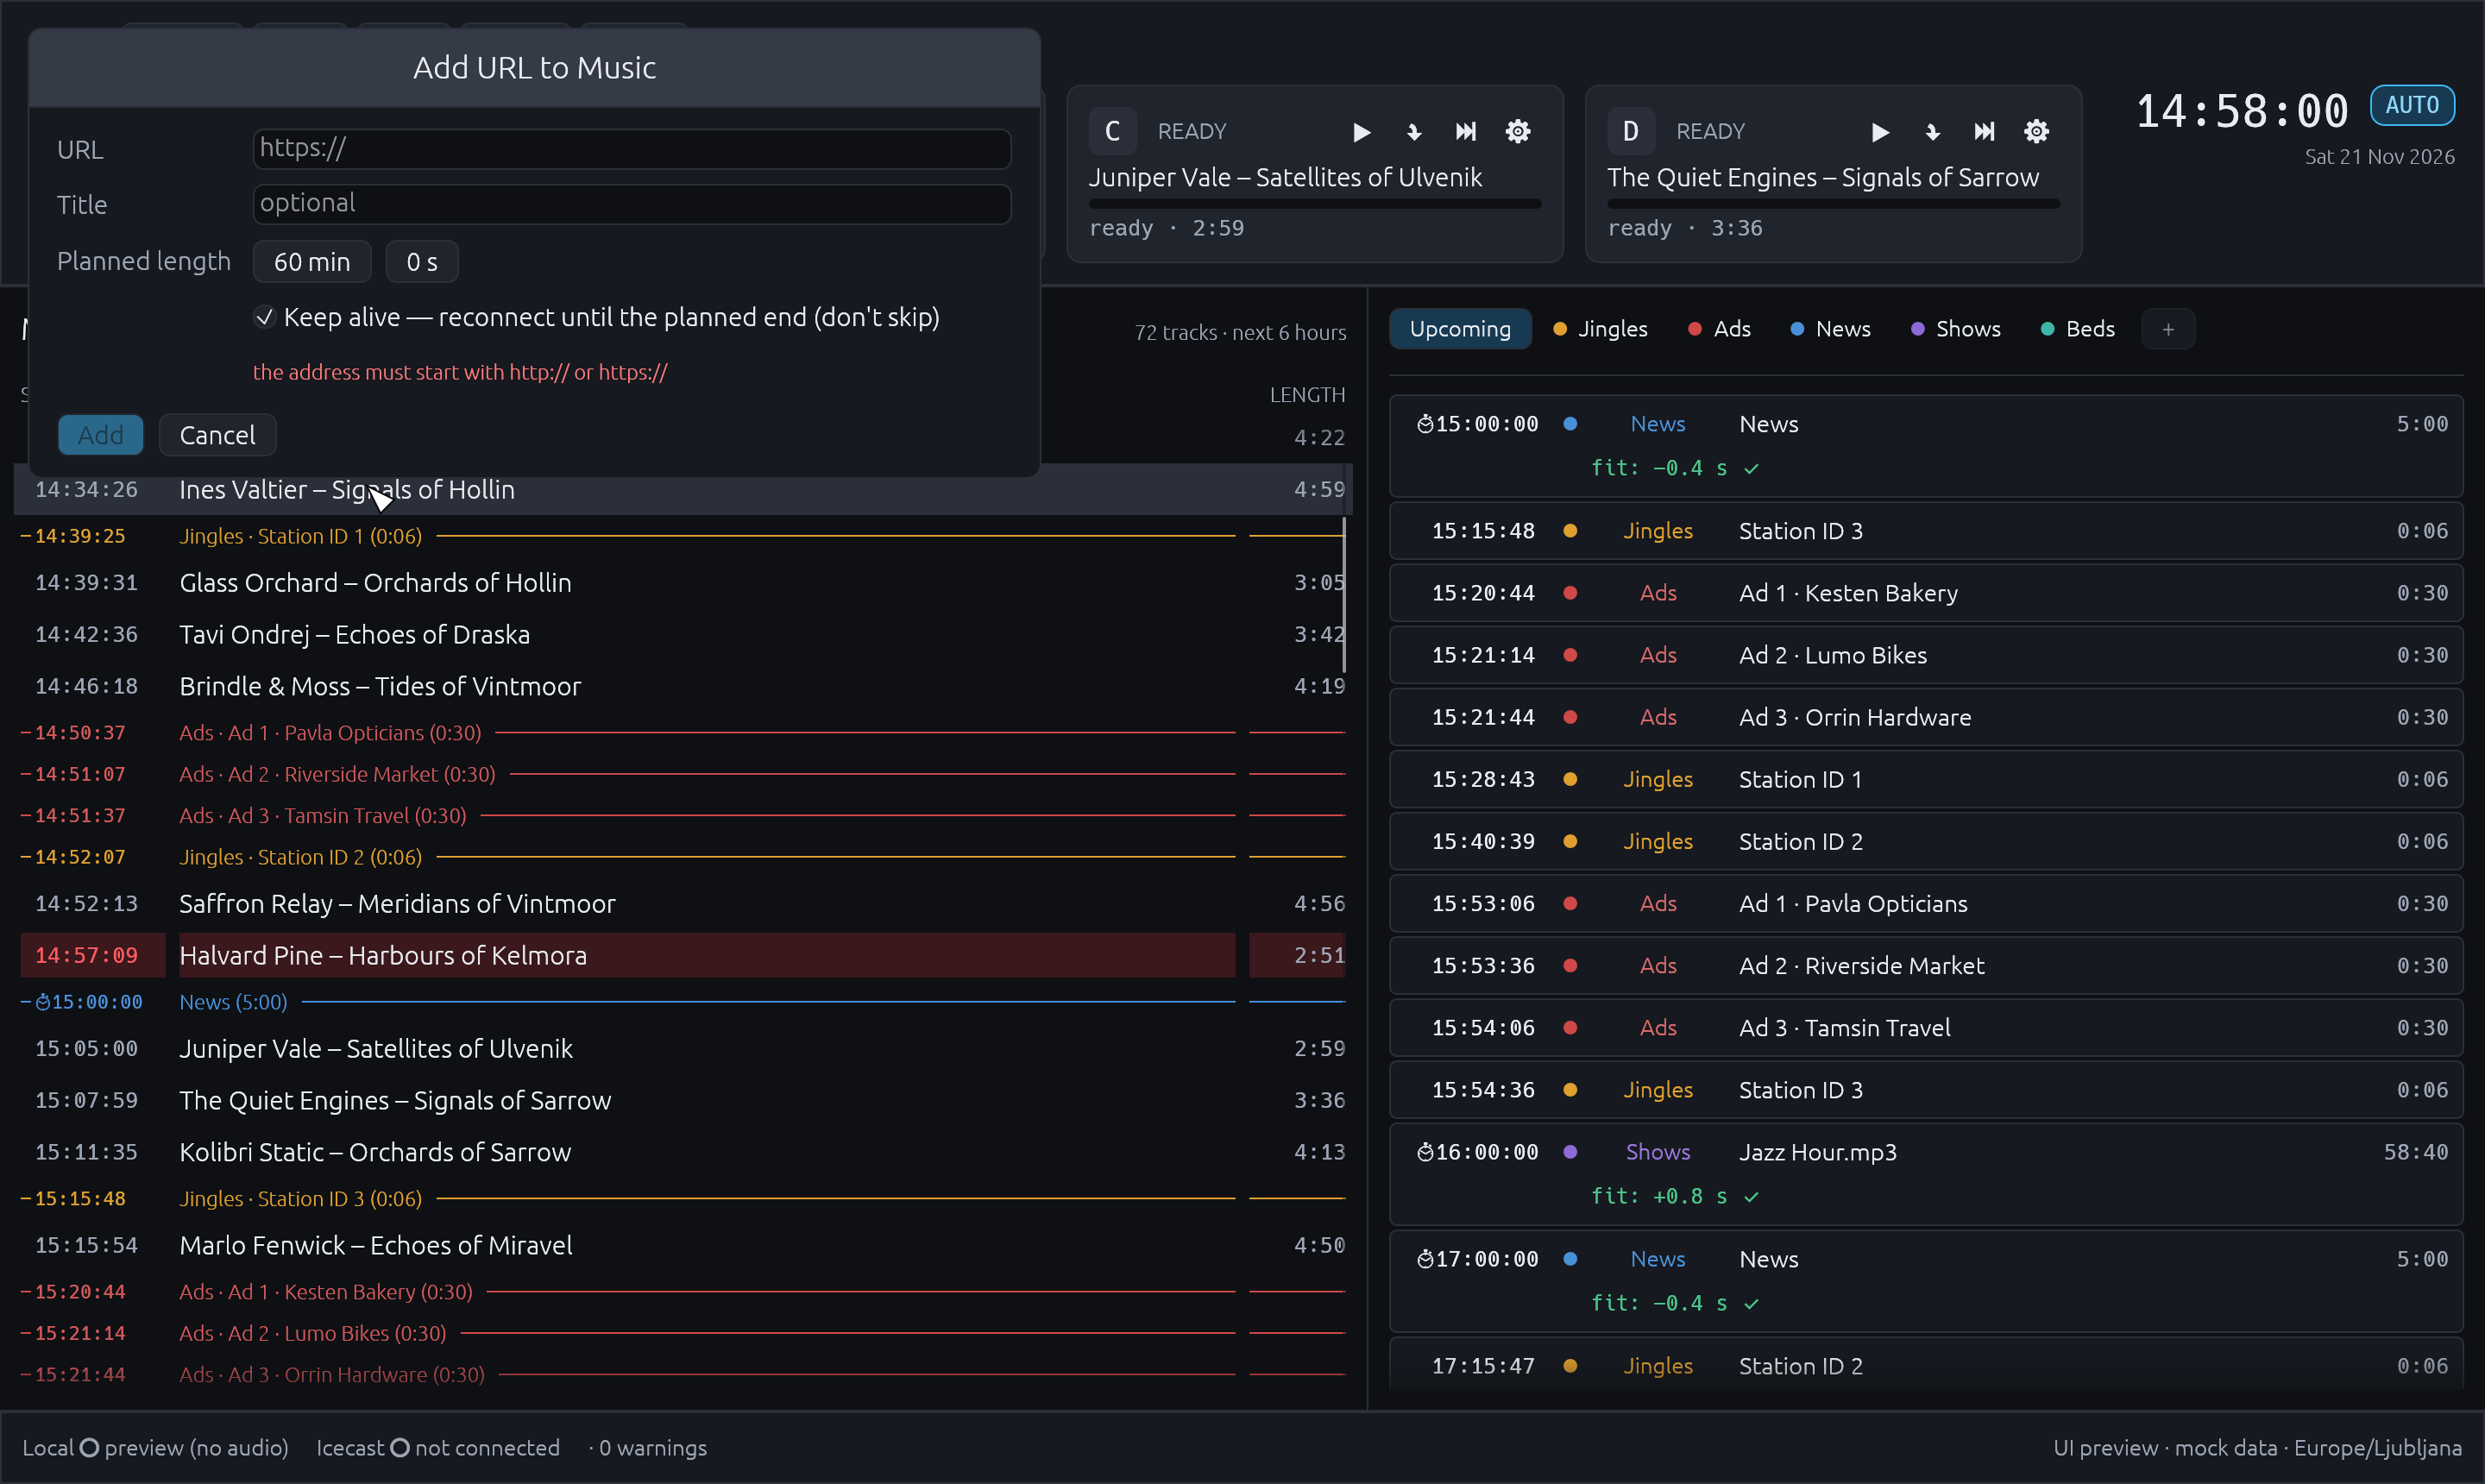 Add URL to Music
URL https://
Title optional
Planned length 60 min 0 s
Keep alive — reconnect until the planned end (don't skip)
the address must start with http:// or https://
Add Cancel
C READY
Juniper Vale – Satellites of Ulvenik
ready · 2:59
D READY
The Quiet Engines – Signals of Sarrow
ready · 3:36
14:58:00 AUTO
Sat 21 Nov 2026
72 tracks · next 6 hours
LENGTH
4:22
14:34:26 Ines Valtier – Signals of Hollin 4:59
14:39:25 Jingles · Station ID 1 (0:06)
14:39:31 Glass Orchard – Orchards of Hollin 3:05
14:42:36 Tavi Ondrej – Echoes of Draska 3:42
14:46:18 Brindle & Moss – Tides of Vintmoor 4:19
14:50:37 Ads · Ad 1 · Pavla Opticians (0:30)
14:51:07 Ads · Ad 2 · Riverside Market (0:30)
14:51:37 Ads · Ad 3 · Tamsin Travel (0:30)
14:52:07 Jingles · Station ID 2 (0:06)
14:52:13 Saffron Relay – Meridians of Vintmoor 4:56
14:57:09 Halvard Pine – Harbours of Kelmora 2:51
15:00:00 News (5:00)
15:05:00 Juniper Vale – Satellites of Ulvenik 2:59
15:07:59 The Quiet Engines – Signals of Sarrow 3:36
15:11:35 Kolibri Static – Orchards of Sarrow 4:13
15:15:48 Jingles · Station ID 3 (0:06)
15:15:54 Marlo Fenwick – Echoes of Miravel 4:50
15:20:44 Ads · Ad 1 · Kesten Bakery (0:30)
15:21:14 Ads · Ad 2 · Lumo Bikes (0:30)
15:21:44 Ads · Ad 3 · Orrin Hardware (0:30)
Upcoming Jingles Ads News Shows Beds +
15:00:00 News News 5:00
fit: −0.4 s ✓
15:15:48 Jingles Station ID 3 0:06
15:20:44 Ads Ad 1 · Kesten Bakery 0:30
15:21:14 Ads Ad 2 · Lumo Bikes 0:30
15:21:44 Ads Ad 3 · Orrin Hardware 0:30
15:28:43 Jingles Station ID 1 0:06
15:40:39 Jingles Station ID 2 0:06
15:53:06 Ads Ad 1 · Pavla Opticians 0:30
15:53:36 Ads Ad 2 · Riverside Market 0:30
15:54:06 Ads Ad 3 · Tamsin Travel 0:30
15:54:36 Jingles Station ID 3 0:06
16:00:00 Shows Jazz Hour.mp3 58:40
fit: +0.8 s ✓
17:00:00 News News 5:00
fit: −0.4 s ✓
17:15:47 Jingles Station ID 2 0:06
Local preview (no audio) Icecast not connected · 0 warnings
UI preview · mock data · Europe/Ljubljana